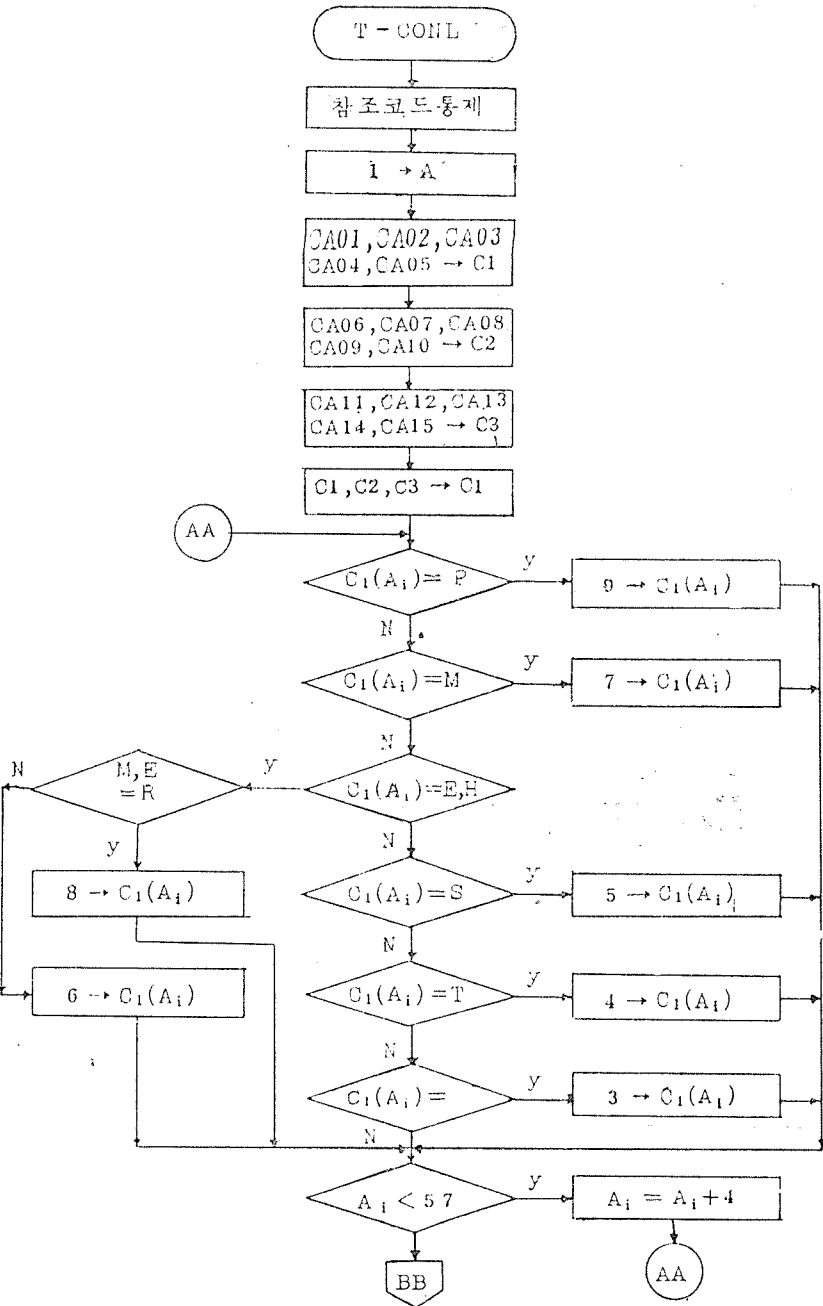 T-CONL
참조코드통제
1 → A
CA01,CA02,CA03
CA04,CA05 → C1
CA06,CA07,CA08
CA09,CA10 → C2
CA11,CA12,CA13
CA14,CA15 → C3
C1,C2,C3 → C1
AA
C₁(Aᵢ)=P
y
9 → C₁(Aᵢ)
N
C₁(Aᵢ)=M
y
7 → C₁(Aᵢ)
N
C₁(Aᵢ)=E,H
y
M,E
=R
N
y
8 → C₁(Aᵢ)
6 → C₁(Aᵢ)
N
C₁(Aᵢ)=S
y
5 → C₁(Aᵢ)
N
C₁(Aᵢ)=T
y
4 → C₁(Aᵢ)
N
C₁(Aᵢ)=
y
3 → C₁(Aᵢ)
N
Aᵢ<57
y
Aᵢ=Aᵢ+4
BB
AA